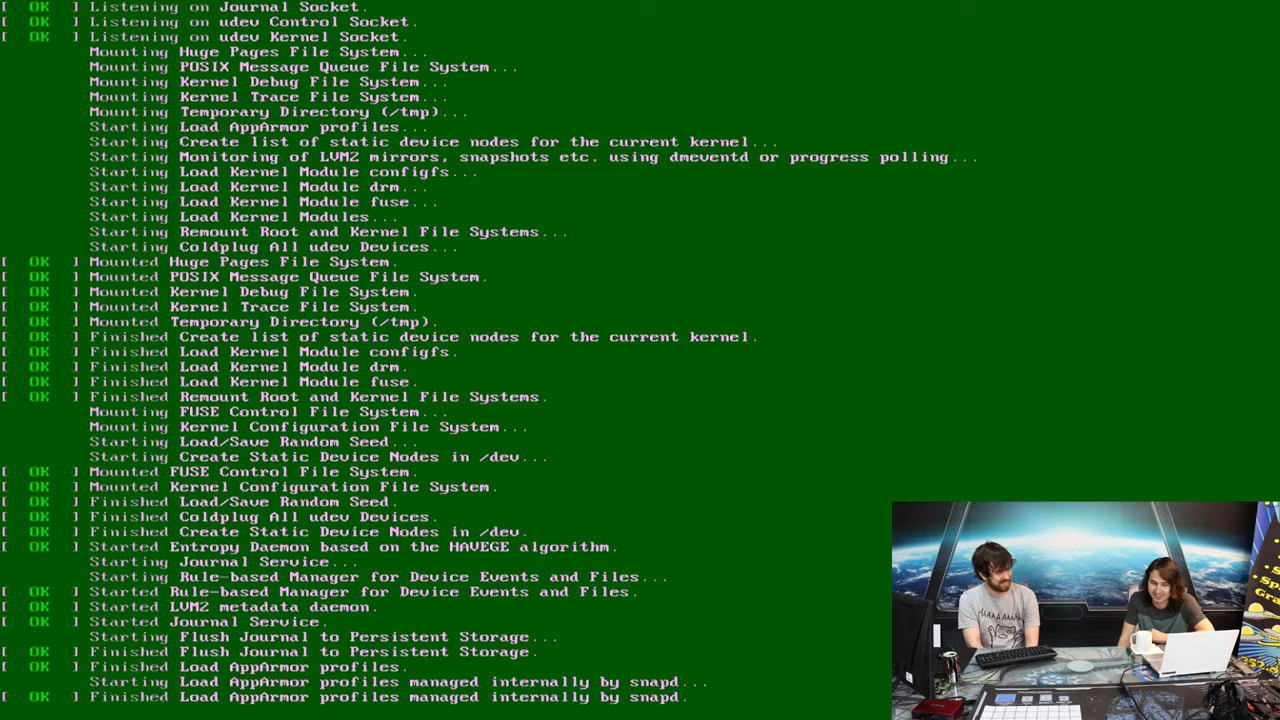 [ OK ] Listening on Journal Socket.
[ OK ] Listening on udev Control Socket.
[ OK ] Listening on udev Kernel Socket.
Mounting Huge Pages File System...
Mounting POSIX Message Queue File System...
Mounting Kernel Debug File System...
Mounting Kernel Trace File System...
Mounting Temporary Directory (/tmp)...
Starting Load AppArmor profiles...
Starting Create list of static device nodes for the current kernel...
Starting Monitoring of LVM2 mirrors, snapshots etc. using dmeventd or progress polling...
Starting Load Kernel Module configfs...
Starting Load Kernel Module drm...
Starting Load Kernel Module fuse...
Starting Load Kernel Modules...
Starting Remount Root and Kernel File Systems...
Starting Coldplug All udev Devices...
[ OK ] Mounted Huge Pages File System.
[ OK ] Mounted POSIX Message Queue File System.
[ OK ] Mounted Kernel Debug File System.
[ OK ] Mounted Kernel Trace File System.
[ OK ] Mounted Temporary Directory (/tmp).
[ OK ] Finished Create list of static device nodes for the current kernel.
[ OK ] Finished Load Kernel Module configfs.
[ OK ] Finished Load Kernel Module drm.
[ OK ] Finished Load Kernel Module fuse.
[ OK ] Finished Remount Root and Kernel File Systems.
Mounting FUSE Control File System...
Mounting Kernel Configuration File System...
Starting Load/Save Random Seed...
Starting Create Static Device Nodes in /dev...
[ OK ] Mounted FUSE Control File System.
[ OK ] Mounted Kernel Configuration File System.
[ OK ] Finished Load/Save Random Seed.
[ OK ] Finished Coldplug All udev Devices.
[ OK ] Finished Create Static Device Nodes in /dev.
[ OK ] Started Entropy Daemon based on the HAVEGE algorithm.
Starting Journal Service...
Starting Rule-based Manager for Device Events and Files...
[ OK ] Started Rule-based Manager for Device Events and Files.
[ OK ] Started LVM2 metadata daemon.
[ OK ] Started Journal Service.
Starting Flush Journal to Persistent Storage...
[ OK ] Finished Flush Journal to Persistent Storage.
[ OK ] Finished Load AppArmor profiles.
Starting Load AppArmor profiles managed internally by snapd...
[ OK ] Finished Load AppArmor profiles managed internally by snapd.